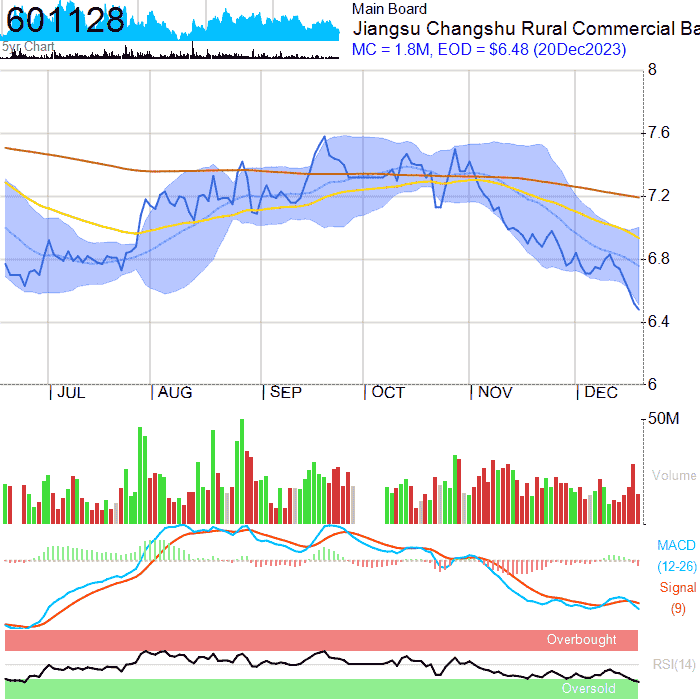 601128
5yr Chart
Main Board
Jiangsu Changshu Rural Commercial Ba
MC = 1.8M, EOD = $6.48 (20Dec2023)
8
7.6
7.2
6.8
6.4
6
JUL AUG SEP OCT NOV DEC
50M
Volume
MACD
(12-26)
Signal
(9)
Overbought
RSI(14)
Oversold